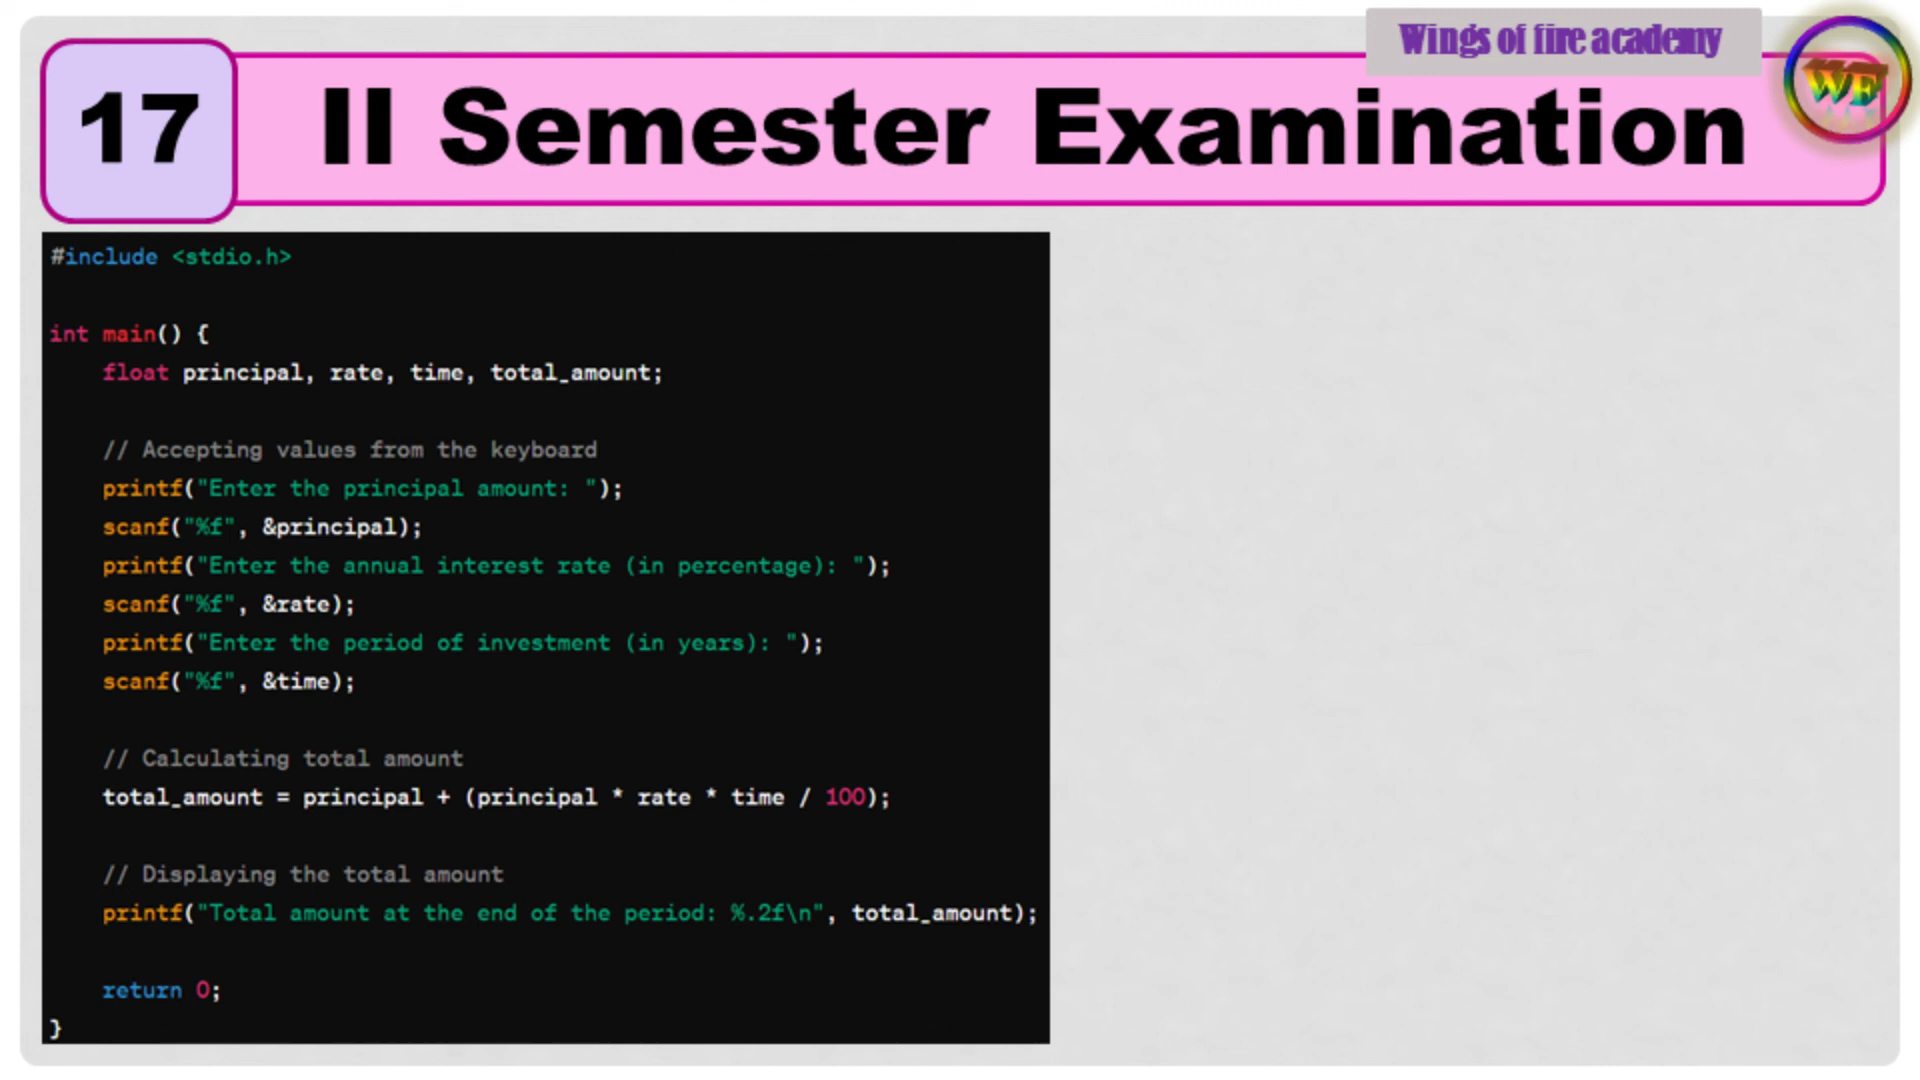 Wings of fire academy
WF
17 II Semester Examination
#include <stdio.h>
int main() {
    float principal, rate, time, total_amount;
    // Accepting values from the keyboard
    printf("Enter the principal amount: ");
    scanf("%f", &principal);
    printf("Enter the annual interest rate (in percentage): ");
    scanf("%f", &rate);
    printf("Enter the period of investment (in years): ");
    scanf("%f", &time);
    // Calculating total amount
    total_amount = principal + (principal * rate * time / 100);
    // Displaying the total amount
    printf("Total amount at the end of the period: %.2f\n", total_amount);
    return 0;
}